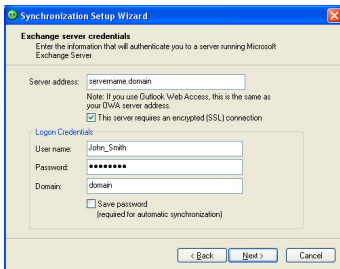 Synchronization Setup Wizard
Exchange server credentials
Enter the information that will authenticate you to a server running Microsoft
Exchange Server
Server address: servername.domain
Note: If you use Outlook Web Access, this is the same as
your OWA server address.
This server requires an encrypted (SSL) connection
Logon Credentials
User name: John_Smith
Password: ●●●●●●●●
Domain: domain
Save password
(required for automatic synchronization)
< Back Next > Cancel